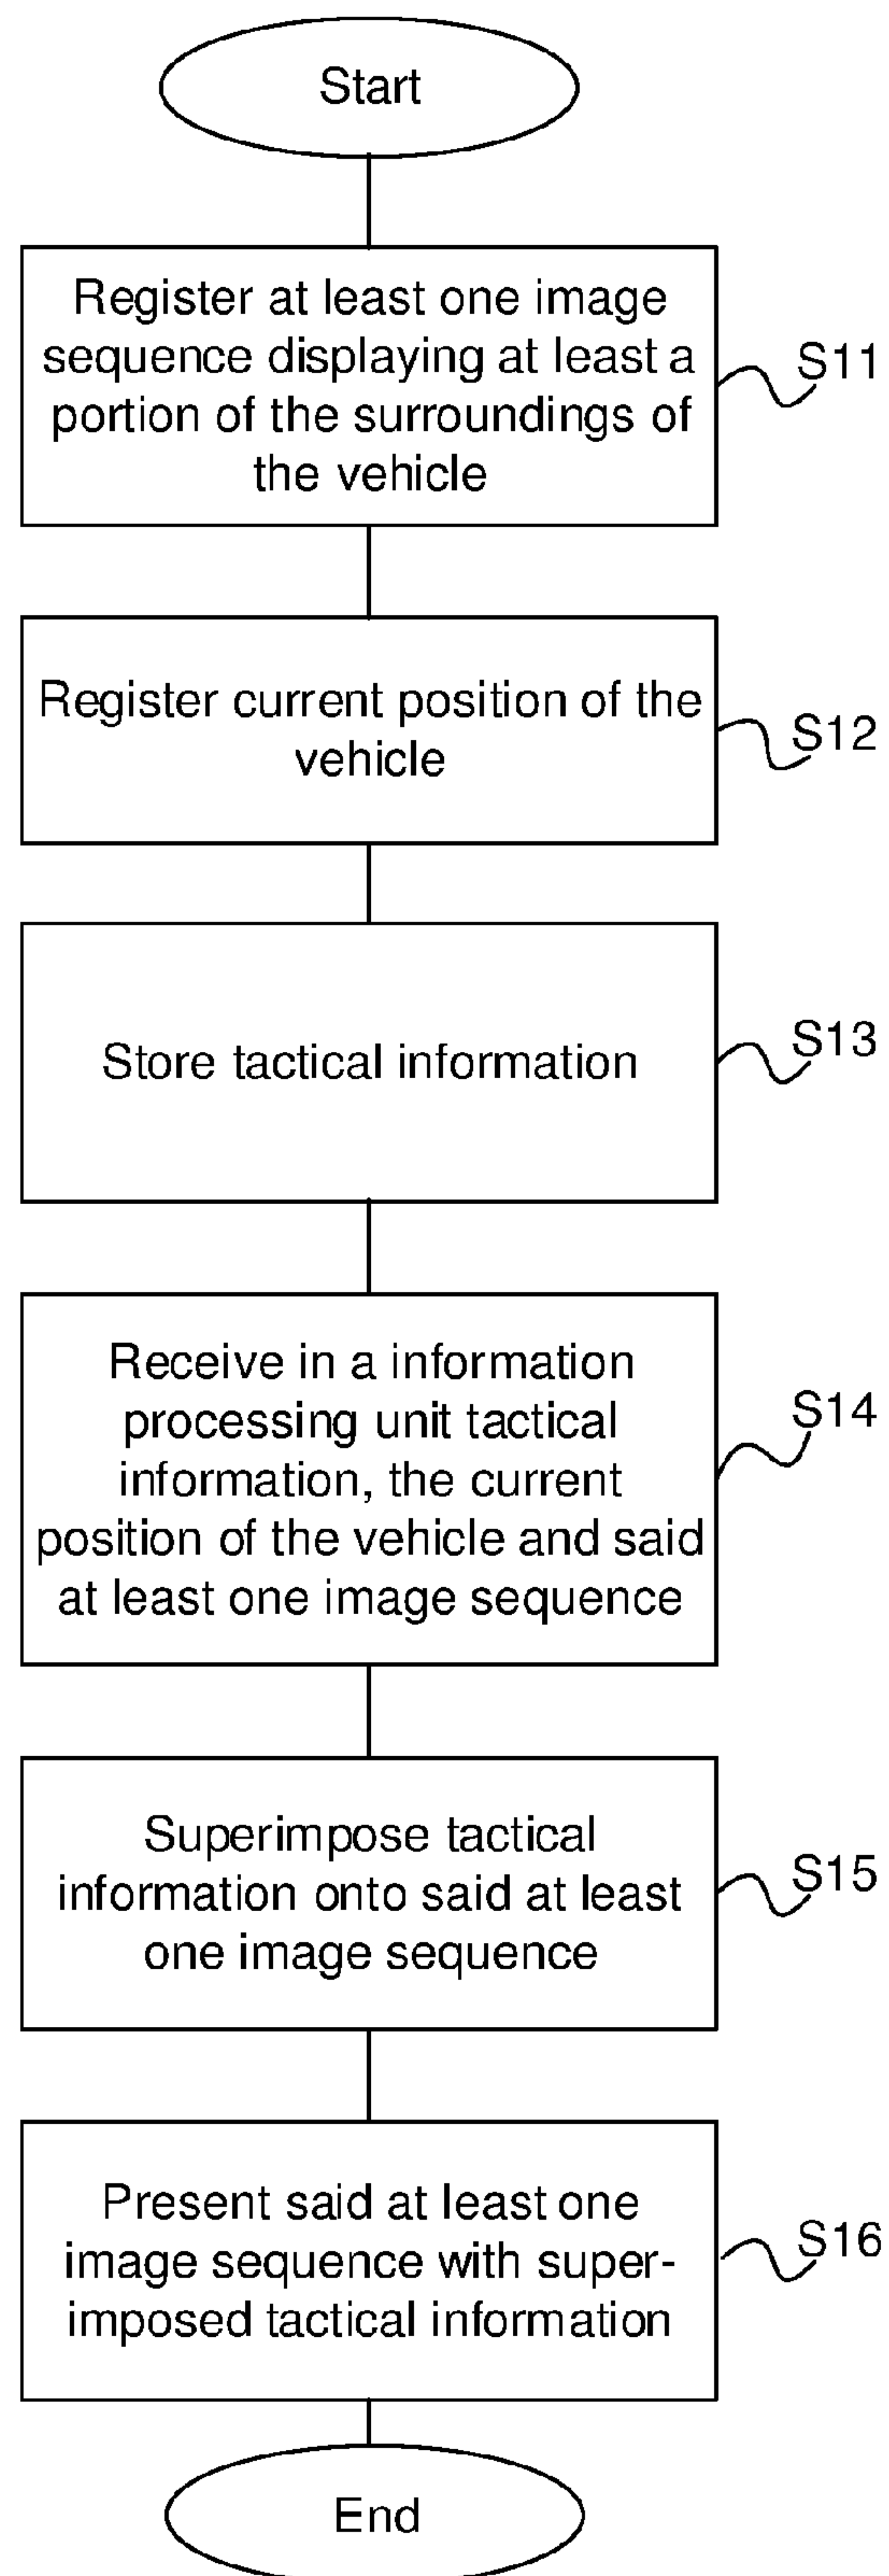 Start
Register at least one image
sequence displaying at least a
portion of the surroundings of
the vehicle
S11
Register current position of the
vehicle
S12
Store tactical information
S13
Receive in a information
processing unit tactical
information, the current
position of the vehicle and said
at least one image sequence
S14
Superimpose tactical
information onto said at least
one image sequence
S15
Present said at least one
image sequence with super-
imposed tactical information
S16
End